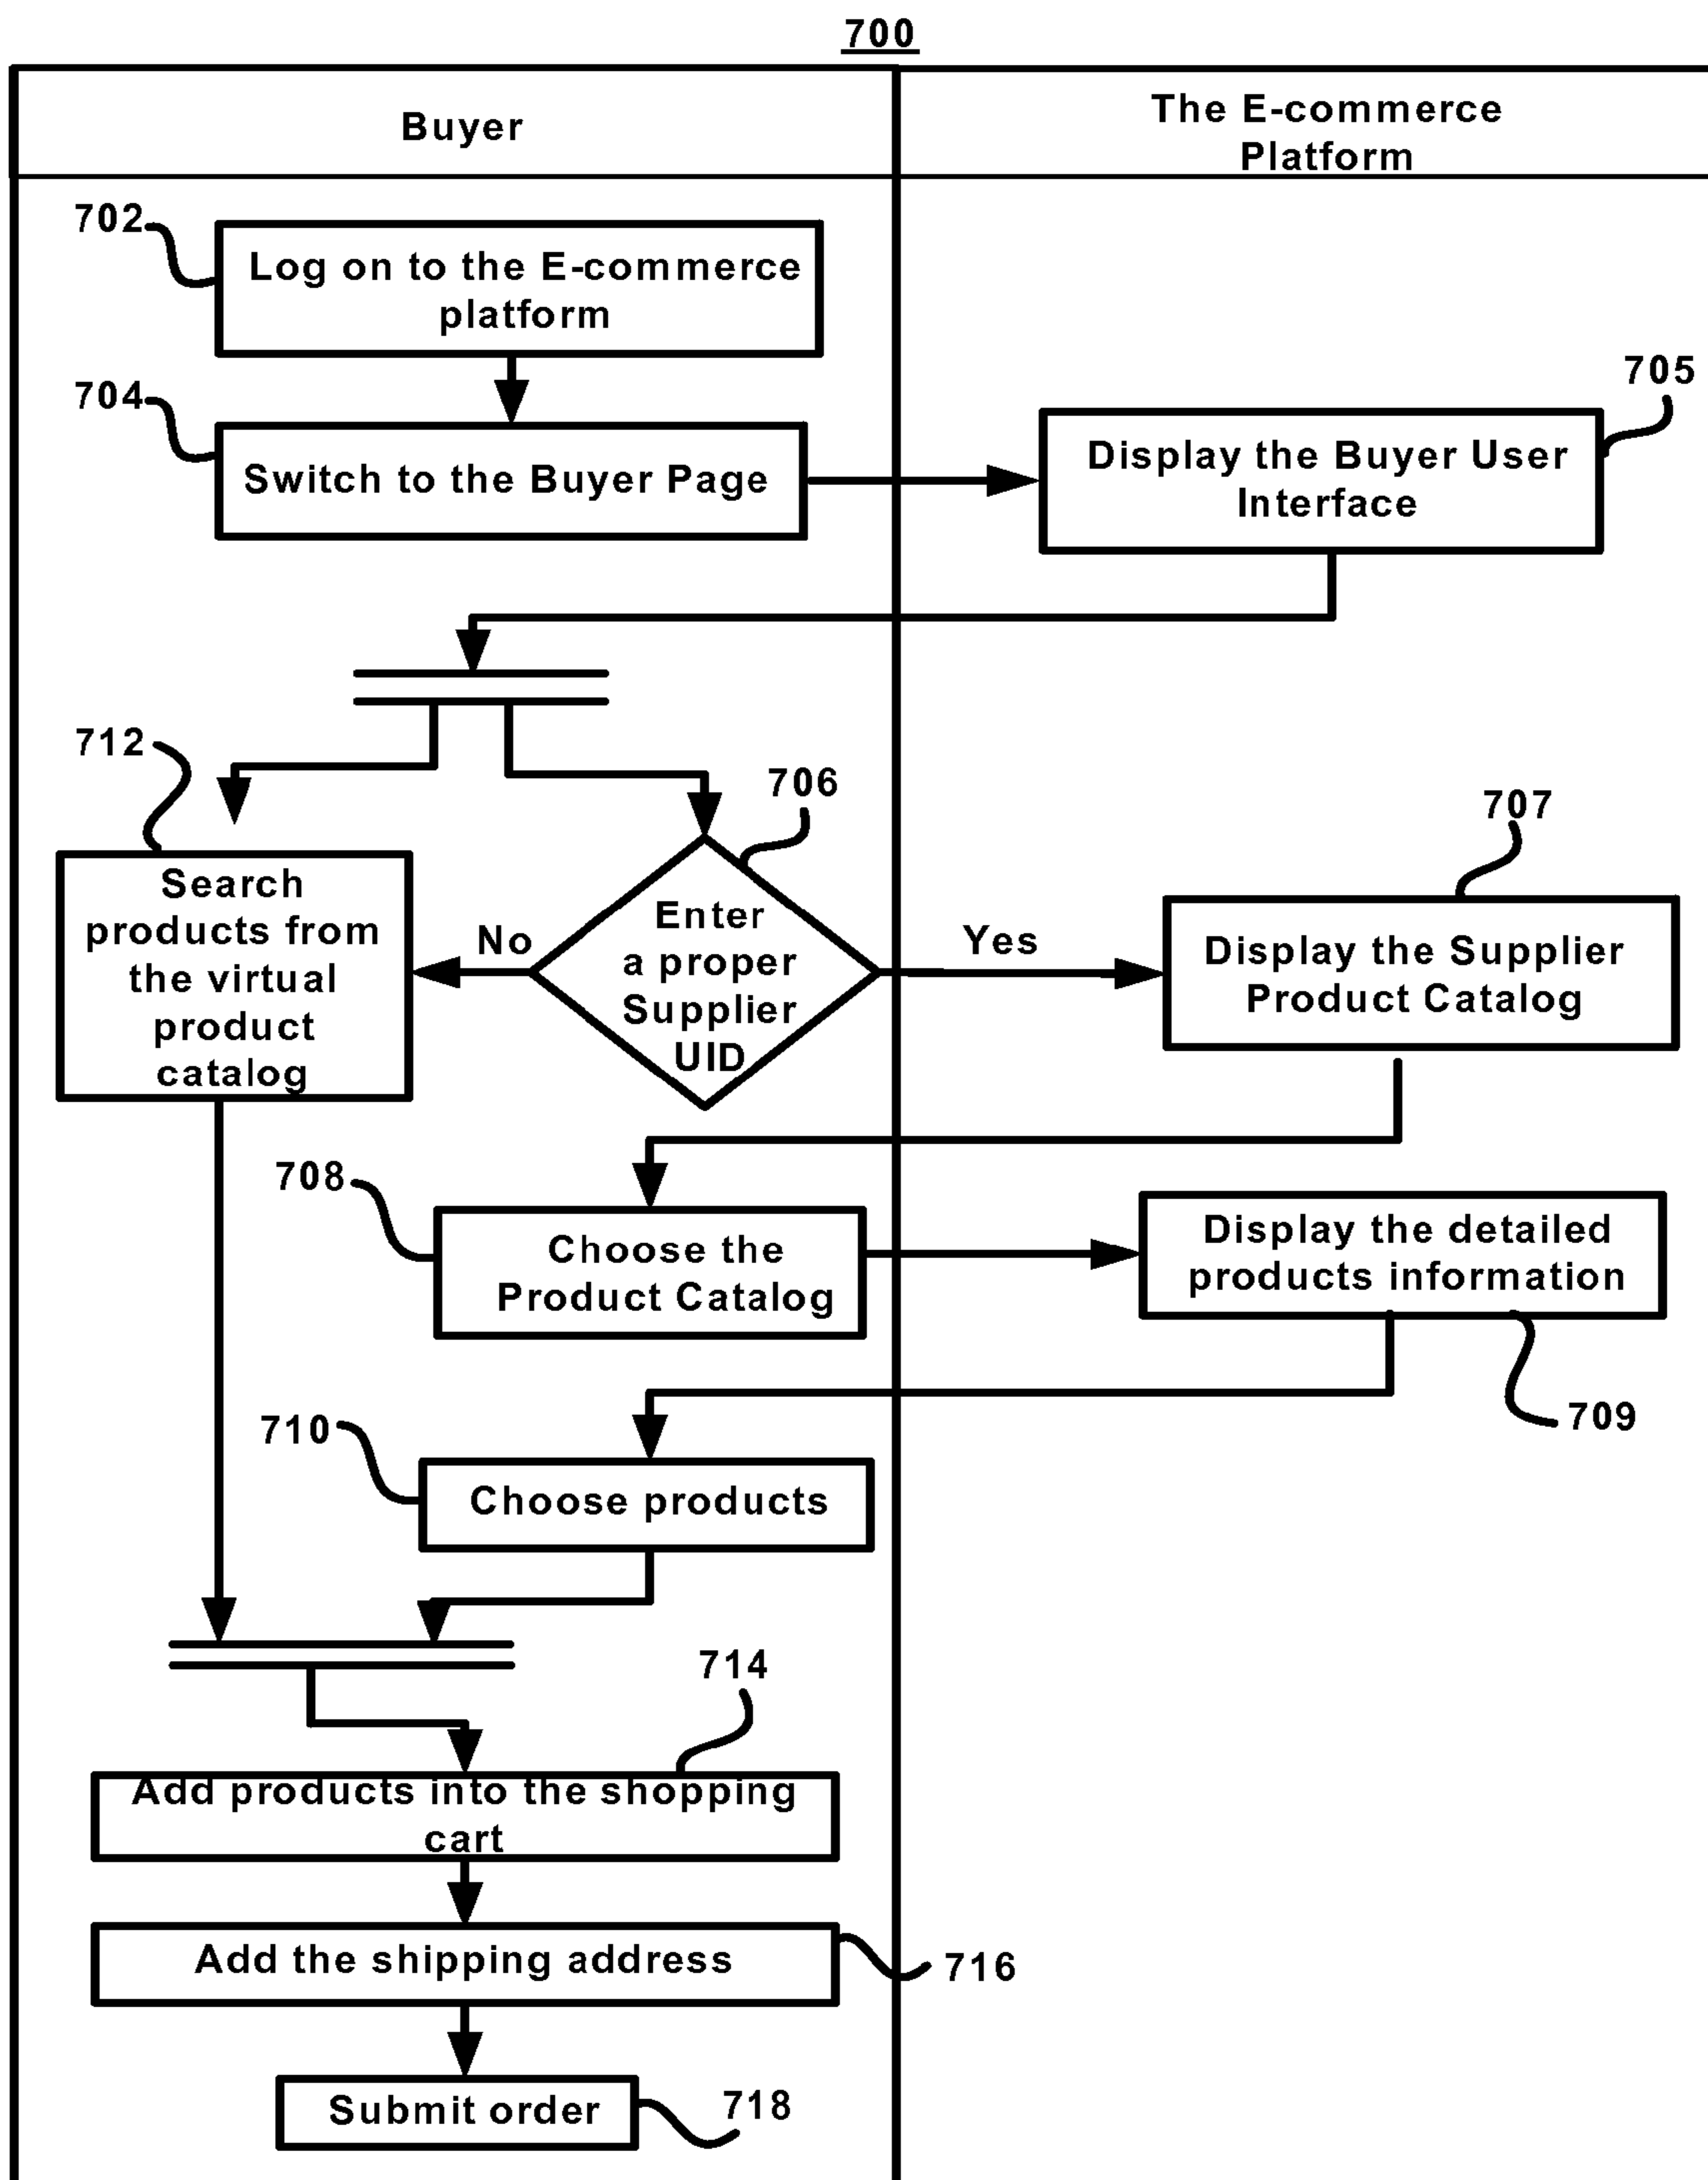 700
Buyer
The E-commerce
Platform
702
Log on to the E-commerce
platform
704
Switch to the Buyer Page
705
Display the Buyer User
Interface
712
706
707
Search
products from
the virtual
product
catalog
No
Enter
a proper
Supplier
UID
Yes
Display the Supplier
Product Catalog
708
Choose the
Product Catalog
Display the detailed
products information
709
710
Choose products
714
Add products into the shopping
cart
Add the shipping address
716
Submit order
718